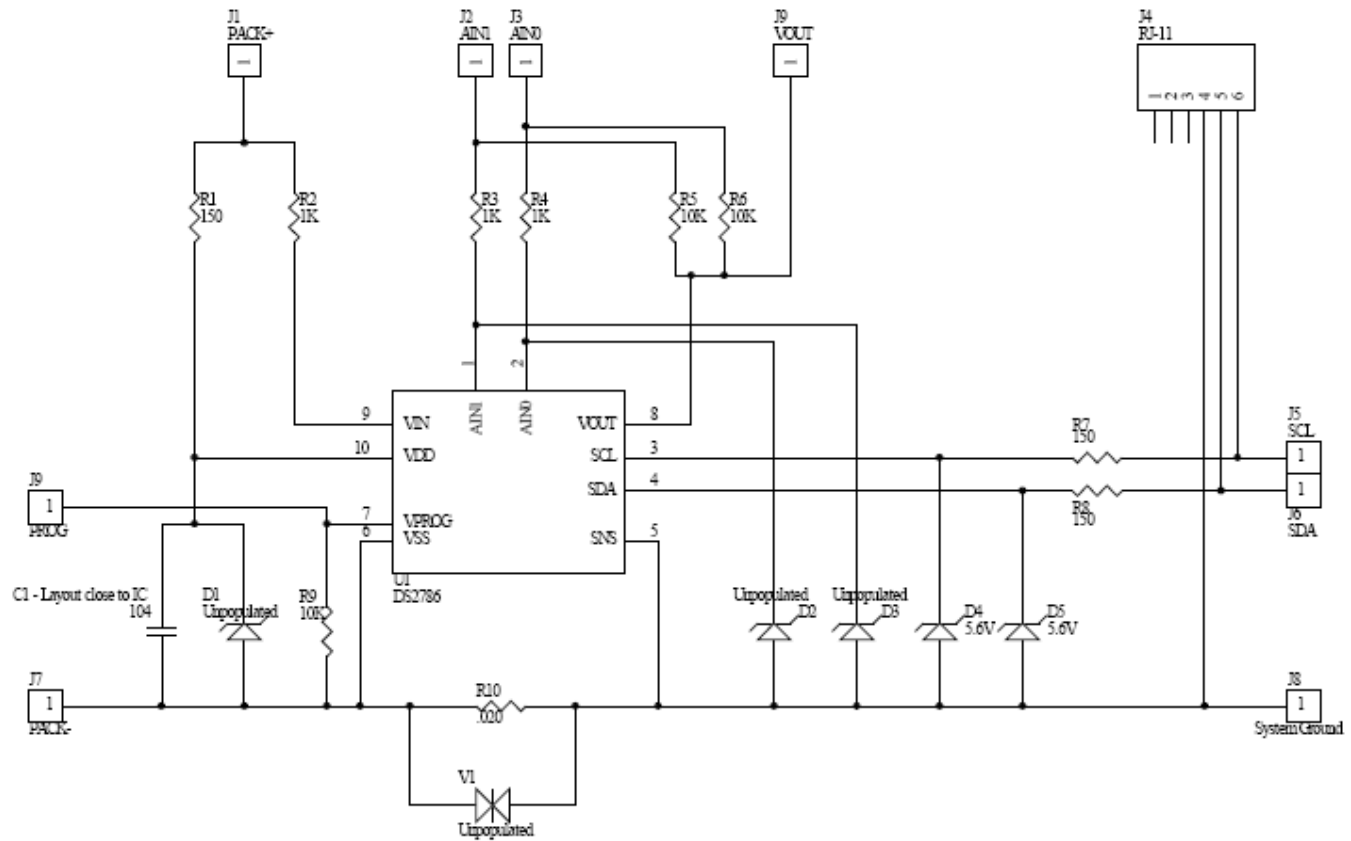 J1
PACK+
1
J2
AIN1
1
J3
AIN0
1
J9
VOUT
1
J4
RJ-11
1 2 3 4 5 6
R1
150
R2
1K
R3
1K
R4
1K
R5
10K
R6
10K
1
2
AIN1
AIN0
9
VIN
10
VDD
7
VPROG
6
VSS
VOUT
8
SCL
3
SDA
4
SNS
5
U1
DS2786
R7
150
R8
150
J5
SCL
1
1
J6
SDA
J9
1
PROG
C1 - Layout close to IC
104
D1
Unpopulated
R9
10K
Unpopulated
D2
Unpopulated
D3
D4
5.6V
D5
5.6V
J7
1
PACK-
R10
.020
J8
1
System Ground
V1
Unpopulated